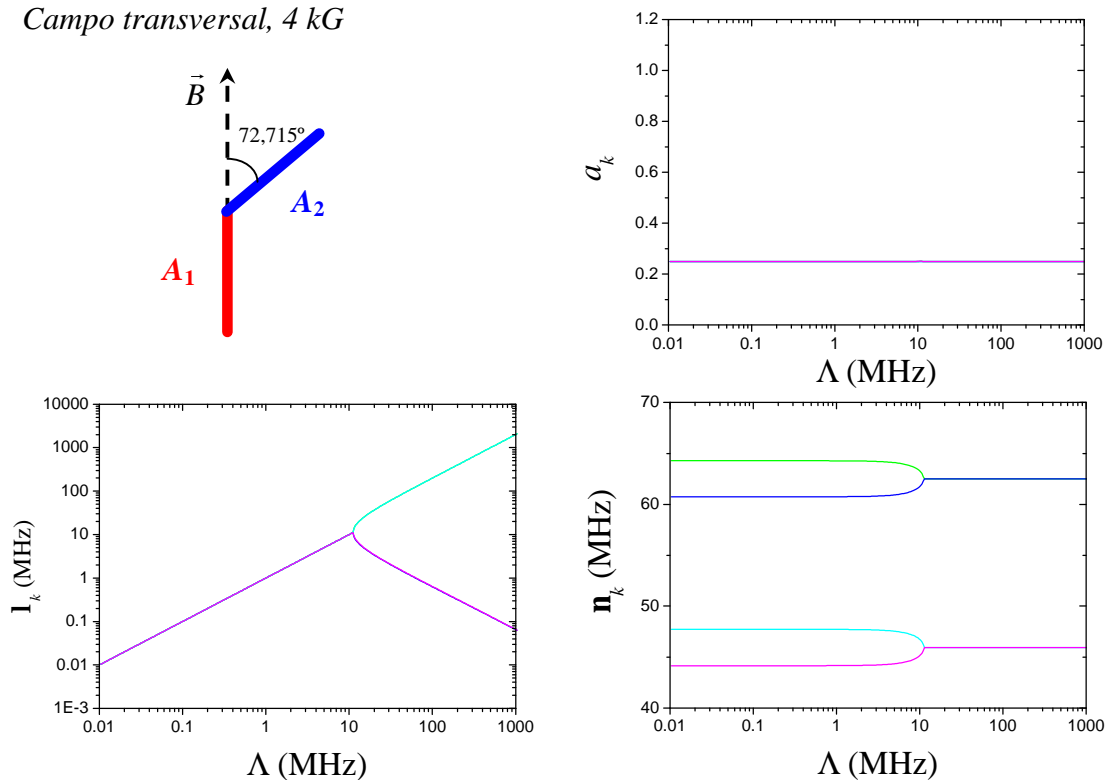 Campo transversal, 4 kG
B
72,715º
A2
A1
1.2
1.0
0.8
0.6
0.4
0.2
0.0
a_k
0.01 0.1 1 10 100 1000
Λ (MHz)
10000
1000
100
10
1
0.1
0.01
1E-3
l_k (MHz)
0.01 0.1 1 10 100 1000
Λ (MHz)
70
60
50
40
n_k (MHz)
0.01 0.1 1 10 100 1000
Λ (MHz)